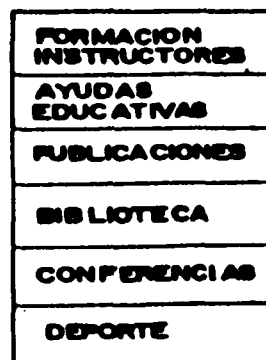 FORMACION
INSTRUCTORES
AYUDAS
EDUCATIVAS
PUBLICACIONES
BIBLIOTECA
CONFERENCIAS
DEPORTE